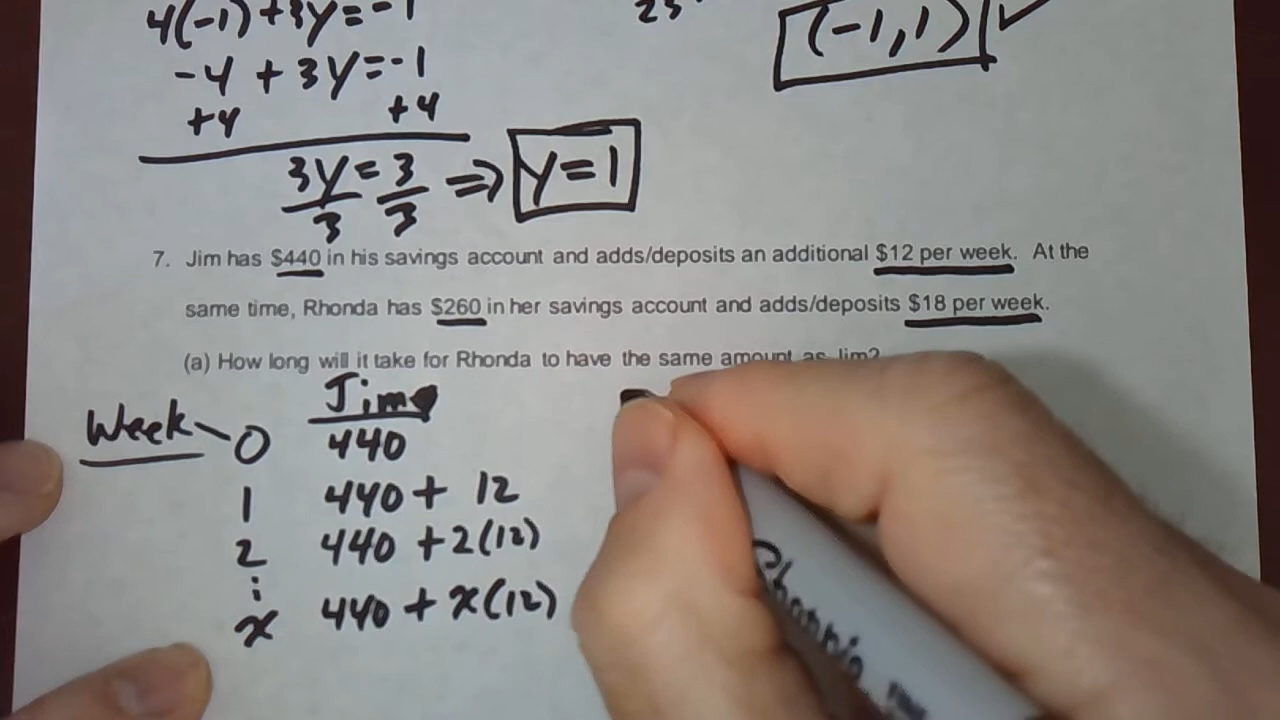 4(-1)+3y=-1
(-1,1) ✓
-4 + 3y=-1
+4 +4
3y = 3 ⇒ y=1
3 3
7. Jim has $440 in his savings account and adds/deposits an additional $12 per week. At the
same time, Rhonda has $260 in her savings account and adds/deposits $18 per week.
(a) How long will it take for Rhonda to have the same amount as Jim?
Jim
Week 0 440
1 440 + 12
2 440 + 2(12)
⋮
x 440 + x(12)
Sharpie